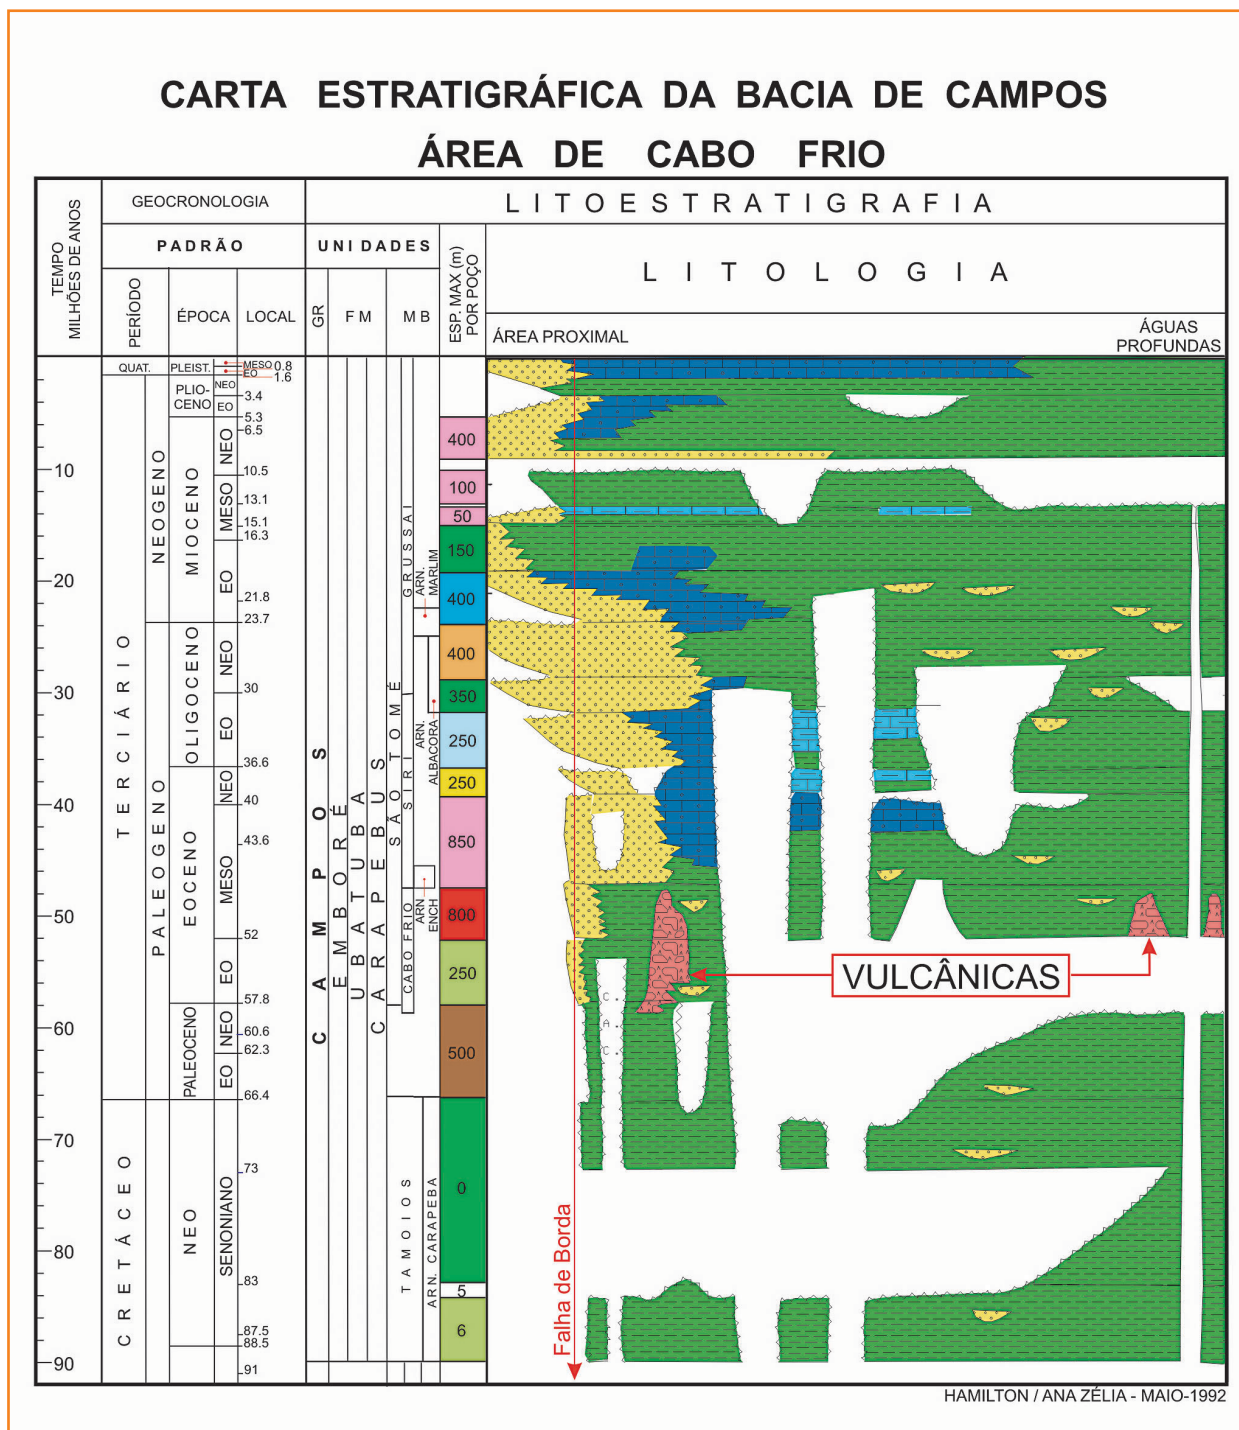 CARTA ESTRATIGRÁFICA DA BACIA DE CAMPOS
ÁREA DE CABO FRIO
TEMPO
MILHÕES DE ANOS
GEOCRONOLOGIA
LITOESTRATIGRAFIA
PADRÃO
UNIDADES
ESP. MAX (m)
POR POÇO
LITOLOGIA
PERÍODO
ÉPOCA
LOCAL
GR
FM
MB
ÁREA PROXIMAL
ÁGUAS
PROFUNDAS
QUAT.
PLEIST.
MESO
0.8
EO
1.6
PLIO-
CENO
NEO
3.4
EO
5.3
6.5
NEO
10
10.5
MESO
13.1
15.1
16.3
EO
20
21.8
23.7
MIOCENO
NEOGENO
NEO
30
30
EO
36.6
OLIGOCENO
NEO
40
40
43.6
MESO
50
52
EO
57.8
EOCENO
PALEOGENO
TERCIÁRIO
60
NEO
60.6
62.3
EO
66.4
PALEOCENO
70
73
80
83
87.5
88.5
90
91
SENONIANO
NEO
CRETÁCEO
CAMPOS
EMBORÉ
UBATUBA
CARAPEBUS
SÃO TOMÉ
GRUSSAI
SIRI
ARN.
MARLIM
ARN.
ALBACORA
ARN
ENCH
CABO FRIO
TAMOIOS
ARN. CARAPEBA
400
100
50
150
400
400
350
250
250
850
800
250
500
0
5
6
C.
A.
C.
VULCÂNICAS
Falha de Borda
HAMILTON / ANA ZÉLIA - MAIO-1992